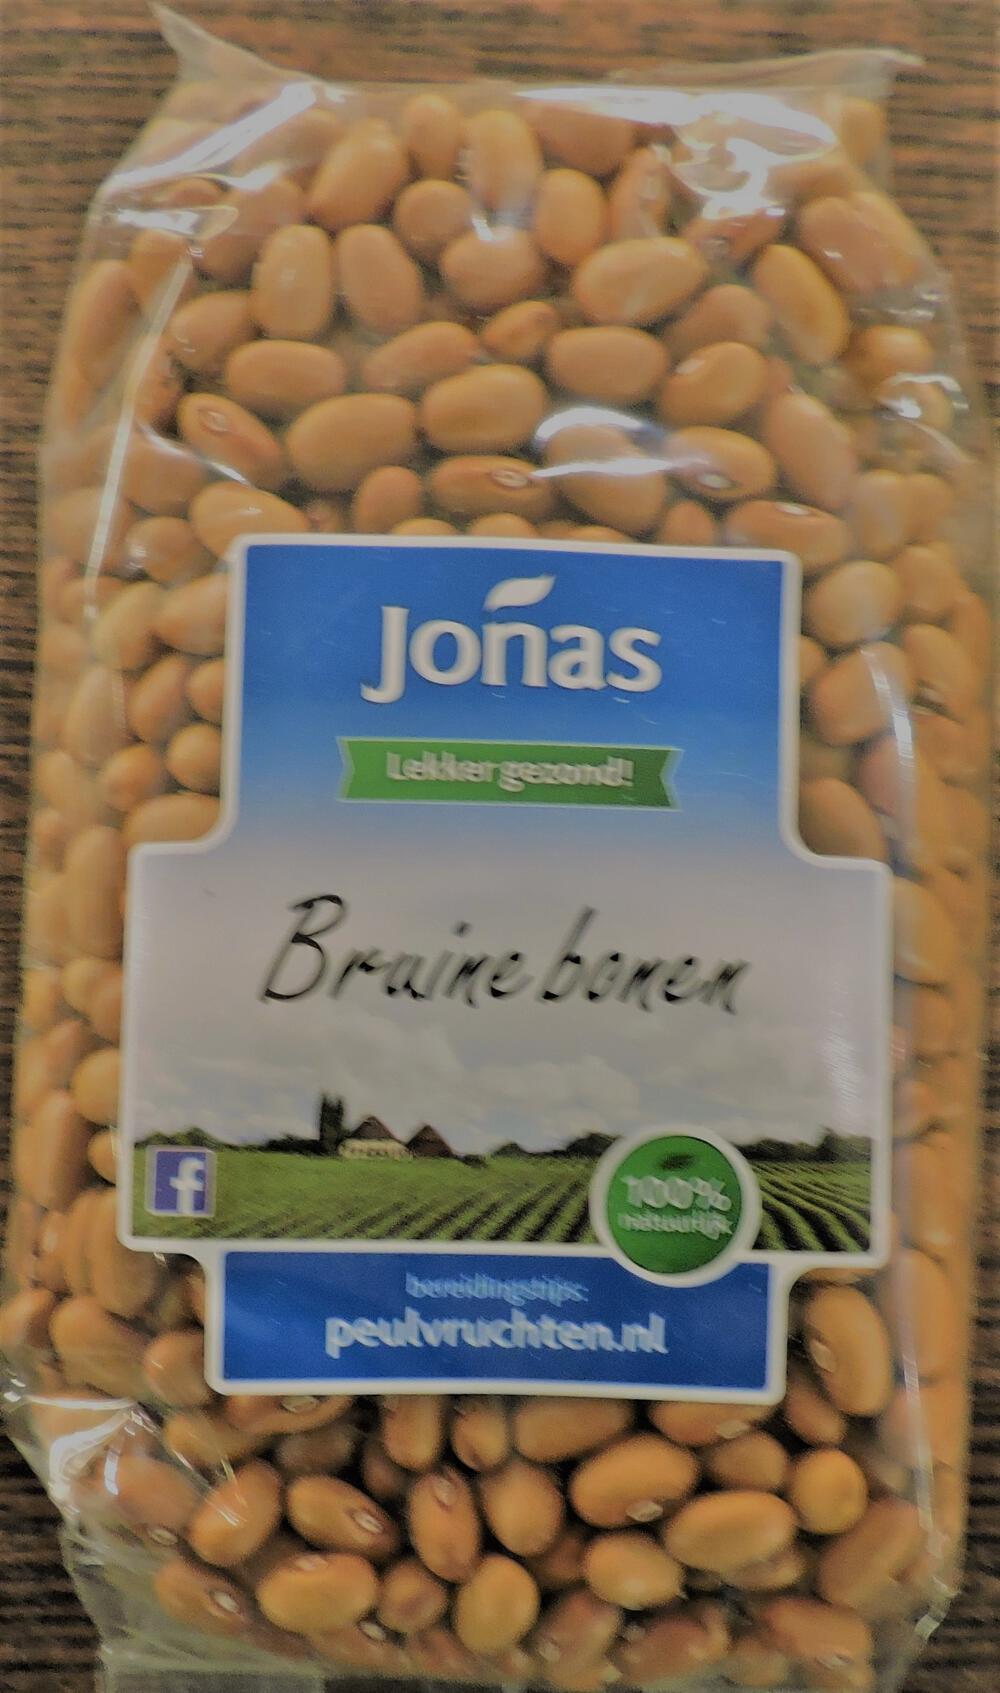 Jonas
Lekker gezond!
Bruine bonen
f
100%
natuurlijk
bereidingstips:
peulvruchten.nl